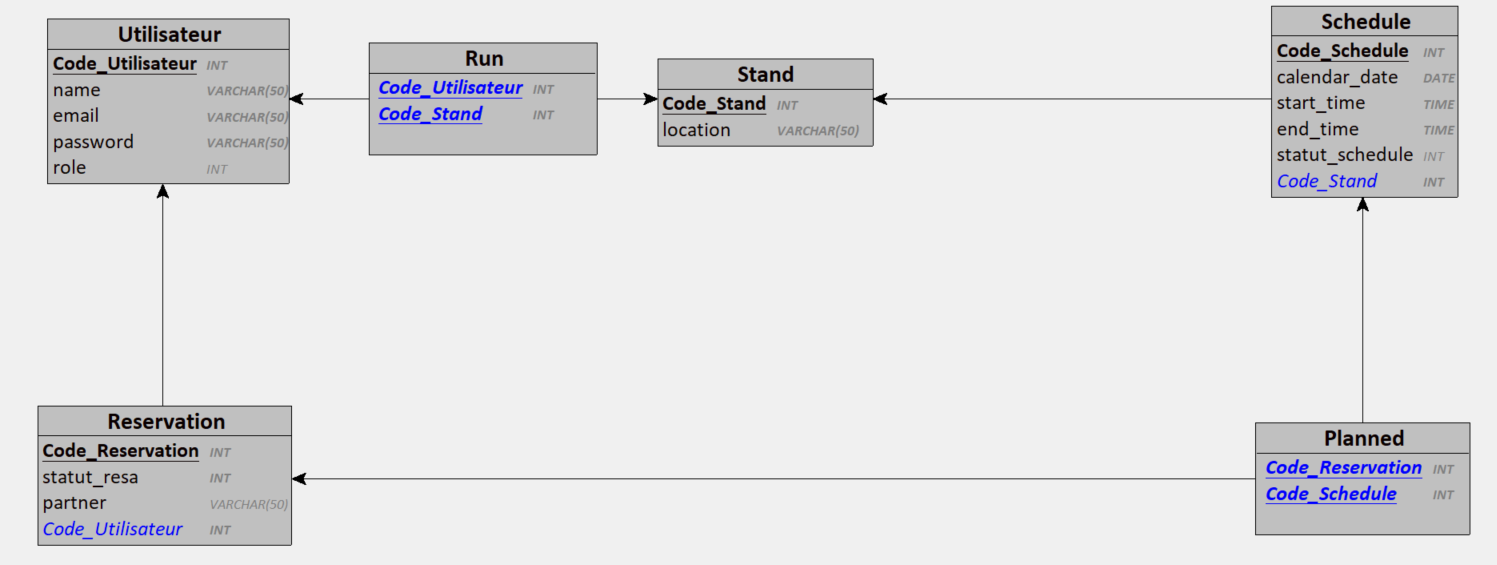 Utilisateur
Code_Utilisateur INT
name VARCHAR(50)
email VARCHAR(50)
password VARCHAR(50)
role INT
Run
Code_Utilisateur INT
Code_Stand INT
Stand
Code_Stand INT
location VARCHAR(50)
Schedule
Code_Schedule INT
calendar_date DATE
start_time TIME
end_time TIME
statut_schedule INT
Code_Stand INT
Reservation
Code_Reservation INT
statut_resa INT
partner VARCHAR(50)
Code_Utilisateur INT
Planned
Code_Reservation INT
Code_Schedule INT